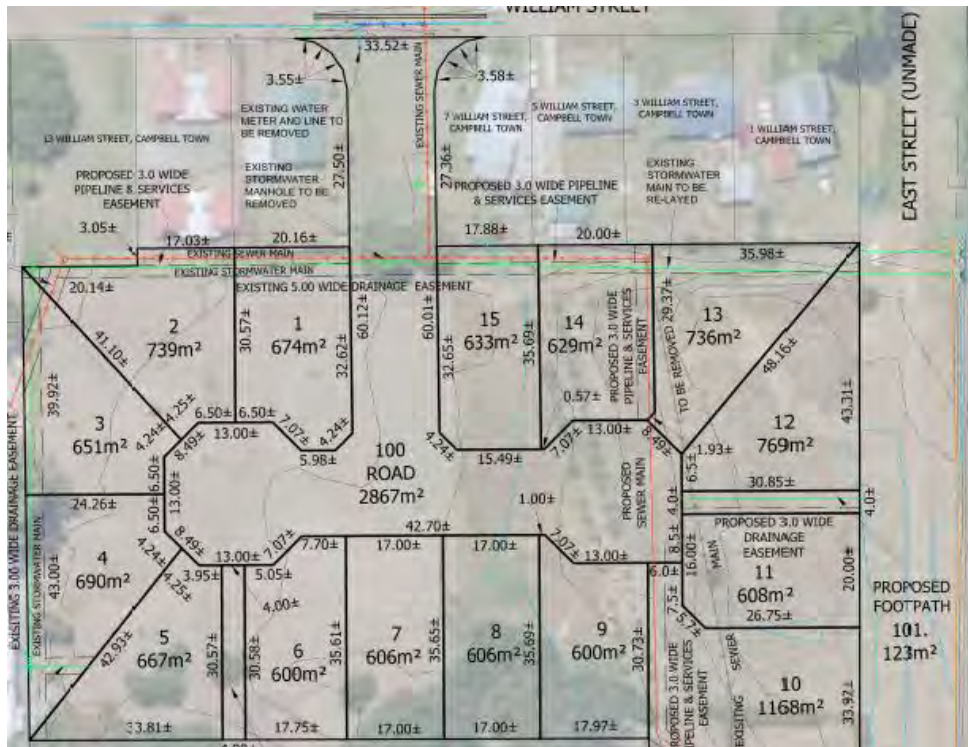 WILLIAM STREET
33.52±
3.55±
3.58±
EXISTING SEWER MAIN
EXISTING WATER
METER AND LINE TO
BE REMOVED
13 WILLIAM STREET, CAMPBELL TOWN
7 WILLIAM STREET,
CAMPBELL TOWN
5 WILLIAM STREET,
CAMPBELL TOWN
3 WILLIAM STREET,
CAMPBELL TOWN
1 WILLIAM STREET,
CAMPBELL TOWN
EAST STREET (UNMADE)
EXISTING
STORMWATER
MANHOLE TO BE
REMOVED
27.50±
27.36±
EXISTING
STORMWATER
MAIN TO BE
RE-LAYED
PROPOSED 3.0 WIDE
PIPELINE & SERVICES
EASEMENT
PROPOSED 3.0 WIDE PIPELINE
& SERVICES EASEMENT
3.05±
17.03±
20.16±
17.88±
20.00±
35.98±
EXISTING SEWER MAIN
EXISTING STORMWATER MAIN
EXISTING 5.00 WIDE DRAINAGE EASEMENT
20.14±
41.10±
2
739m²
30.57±
1
674m²
32.62±
60.12±
60.01±
32.65±
15
633m²
35.69±
14
629m²
PROPOSED 3.0 WIDE
PIPELINE & SERVICES
EASEMENT
TO BE REMOVED
29.37±
13
736m²
48.16±
43.31±
39.92±
3
651m²
4.25±
4.24±
8.49±
6.50±
6.50±
13.00±
7.07±
4.24±
5.98±
100
ROAD
2867m²
4.24±
15.49±
0.57±
7.07±
13.00±
8.49±
1.93±
6.5±
12
769m²
30.85±
24.26±
6.50±
6.50±
13.00±
1.00±
PROPOSED
SEWER MAIN
4.0±
4.0±
EXISITING 3.00 WIDE DRAINAGE EASEMENT
EXISTING STORMWATER MAIN
43.00±
4
690m²
4.24±
4.25±
8.49±
13.00±
7.07±
42.70±
7.70±
17.00±
17.00±
7.07±
13.00±
6.0±
8.5±
16.00±
MAIN
PROPOSED 3.0 WIDE
DRAINAGE
EASEMENT
11
608m²
20.00±
26.75±
7.5±
5.7±
3.95±
5.05±
4.00±
42.93±
5
667m²
30.57±
30.58±
6
600m²
35.61±
7
606m²
35.65±
8
606m²
35.69±
9
600m²
30.73±
PROPOSED 3.0 WIDE
PIPELINE & SERVICES
EASEMENT
EXISITING
SEWER
10
1168m²
33.92±
PROPOSED
FOOTPATH
101.
123m²
33.81±
17.75±
17.00±
17.00±
17.97±